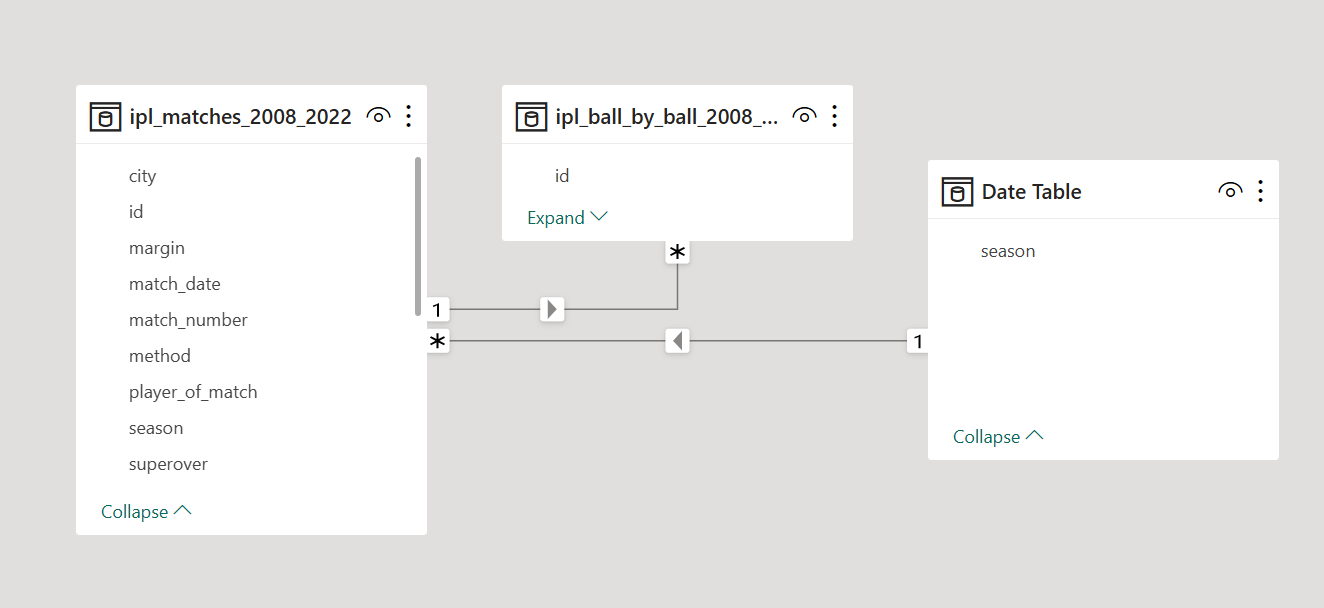 ipl_matches_2008_2022
city
id
margin
match_date
match_number
method
player_of_match
season
superover
Collapse
1
*
ipl_ball_by_ball_2008_...
id
Expand
*
Date Table
season
Collapse
1